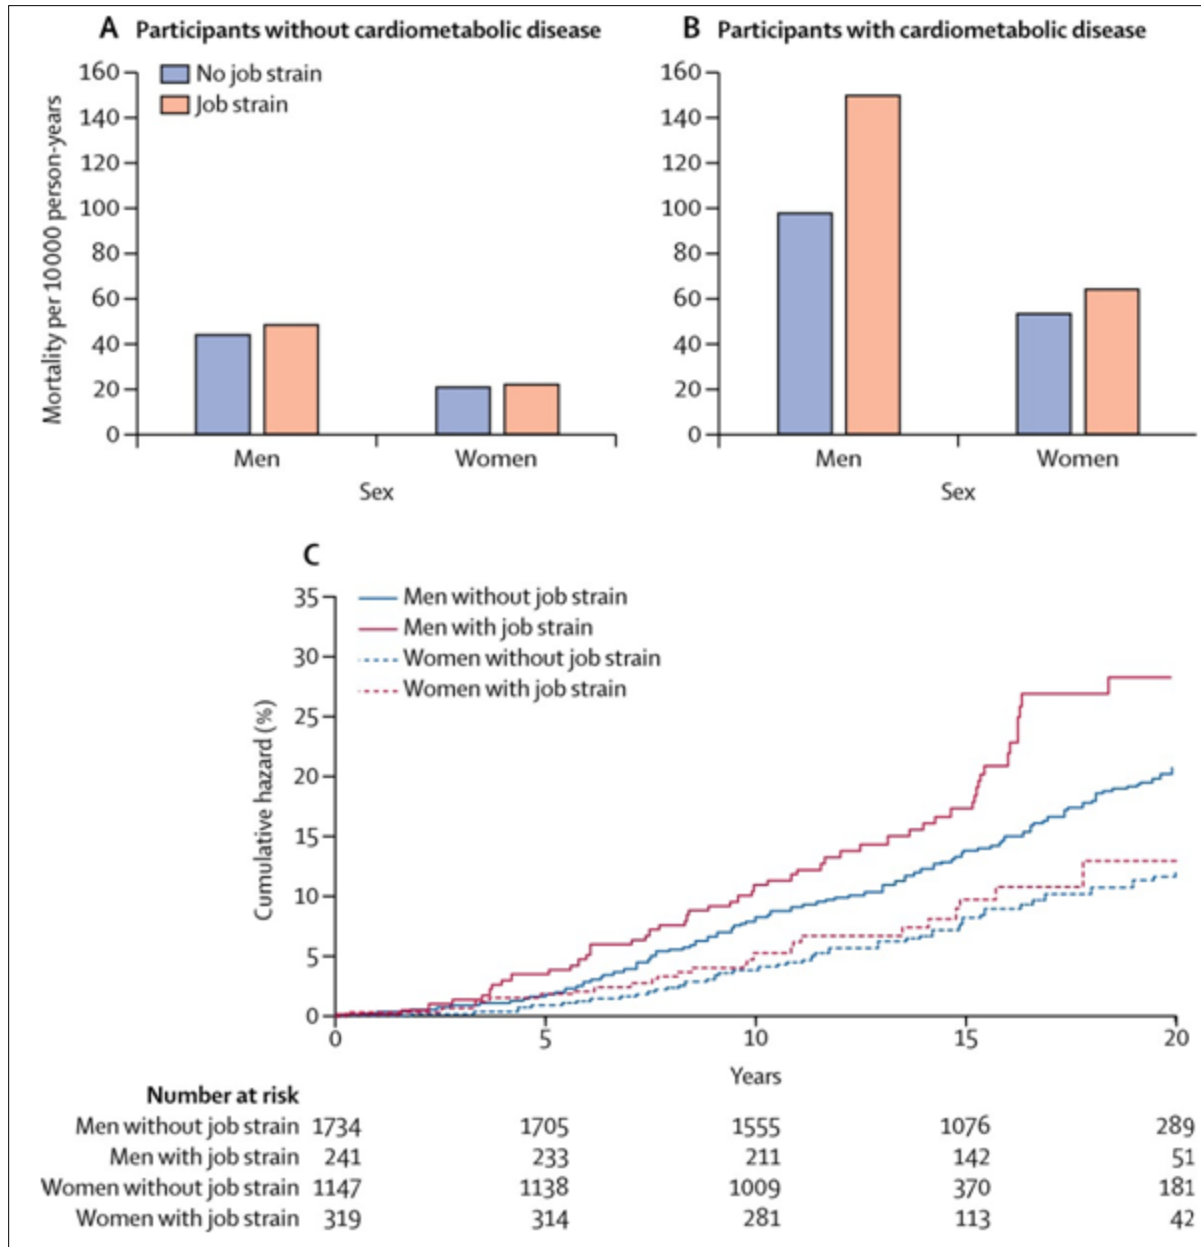 A Participants without cardiometabolic disease
160
140
120
100
80
60
40
20
0
Mortality per 10000 person-years
No job strain
Job strain
Men Women
Sex
B Participants with cardiometabolic disease
160
140
120
100
80
60
40
20
0
Men Women
Sex
C
35
30
25
20
15
10
5
0
Cumulative hazard (%)
Men without job strain
Men with job strain
Women without job strain
Women with job strain
0 5 10 15 20
Years
Number at risk
Men without job strain 1734 1705 1555 1076 289
Men with job strain 241 233 211 142 51
Women without job strain 1147 1138 1009 370 181
Women with job strain 319 314 281 113 42